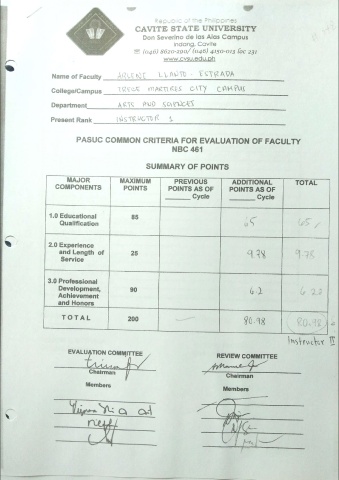 Republic of the Philippines
CAVITE STATE UNIVERSITY
Don Severino de las Alas Campus
Indang, Cavite
(046) 8620-290/ (046) 4150-013 loc 231
www.cvsu.edu.ph
Name of Faculty ARLENE LLANTO - ESTRADA
College/Campus TRECE MARTIRES CITY CAMPUS
Department ARTS AND SCIENCES
Present Rank INSTRUCTOR 1
PASUC COMMON CRITERIA FOR EVALUATION OF FACULTY
NBC 461
SUMMARY OF POINTS
MAJOR COMPONENTS MAXIMUM POINTS PREVIOUS POINTS AS OF ______ Cycle ADDITIONAL POINTS AS OF ______ Cycle TOTAL
1.0 Educational Qualification 85 65
2.0 Experience and Length of Service 25 9.78 9.78
3.0 Professional Development, Achievement and Honors 90 6.2 6.20
TOTAL 200 — 80.98 80.98
Instructor II
EVALUATION COMMITTEE REVIEW COMMITTEE
Chairman Chairman
Members Members